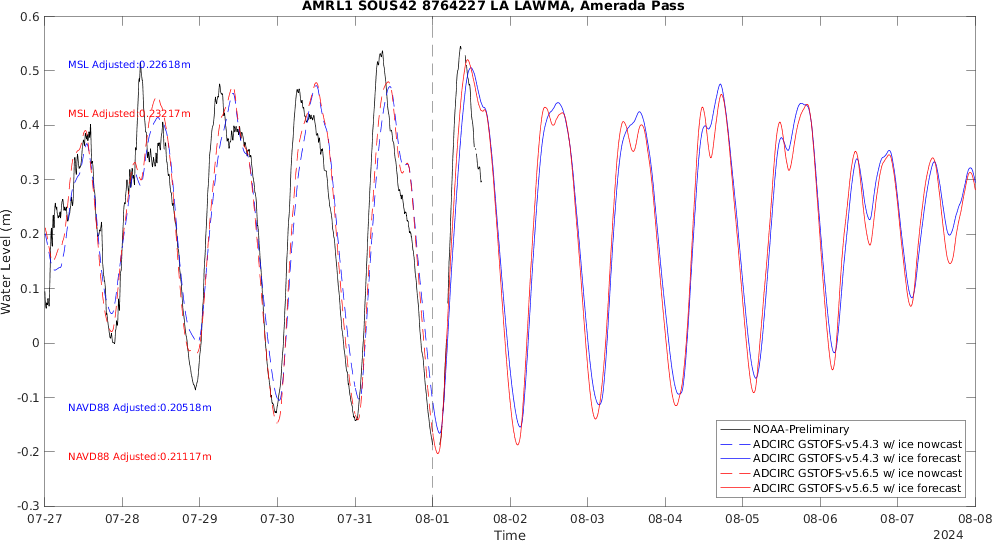 AMRL1 SOUS42 8764227 LA LAWMA, Amerada Pass
0.6
0.5
0.4
0.3
0.2
0.1
0
-0.1
-0.2
-0.3
Water Level (m)
MSL Adjusted:0.22618m
MSL Adjusted:0.23217m
NAVD88 Adjusted:0.20518m
NAVD88 Adjusted:0.21117m
NOAA-Preliminary
ADCIRC GSTOFS-v5.4.3 w/ ice nowcast
ADCIRC GSTOFS-v5.4.3 w/ ice forecast
ADCIRC GSTOFS-v5.6.5 w/ ice nowcast
ADCIRC GSTOFS-v5.6.5 w/ ice forecast
07-27 07-28 07-29 07-30 07-31 08-01 08-02 08-03 08-04 08-05 08-06 08-07 08-08
Time
2024